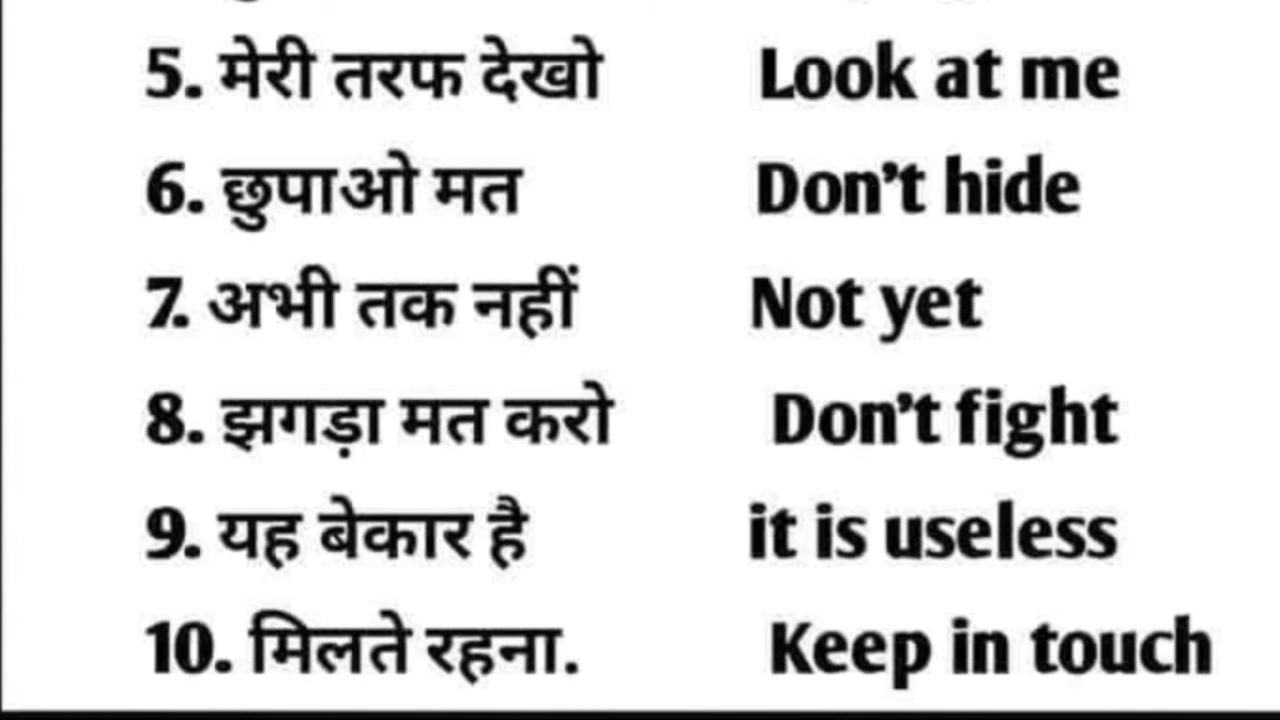 5. मेरी तरफ देखो Look at me
6. छुपाओ मत Don't hide
7. अभी तक नहीं Not yet
8. झगड़ा मत करो Don't fight
9. यह बेकार है it is useless
10. मिलते रहना. Keep in touch